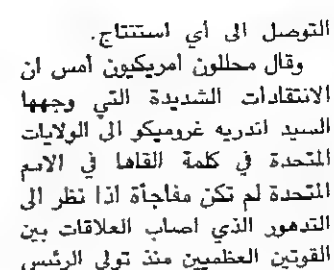 التوصل الى أي استنتاج.
وقال محللون امريكيون أمس ان
الانتقادات الشديدة التي وجهها
السيد اندريه غروميكو الى الولايات
المتحدة في كلمة القاها في الامم
المتحدة لم تكن مفاجأة اذا نظر الى
التدهور الذي اصاب العلاقات بين
القوتين العظميين منذ تولي الرئيس